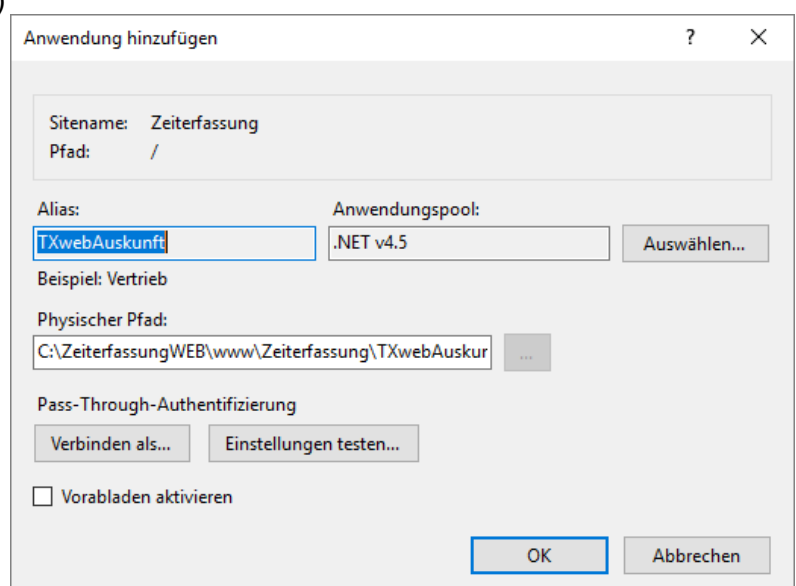 )
Anwendung hinzufügen ?
Sitename: Zeiterfassung
Pfad: /
Alias: Anwendungspool:
TXwebAuskunft .NET v4.5 Auswählen...
Beispiel: Vertrieb
Physischer Pfad:
C:\ZeiterfassungWEB\www\Zeiterfassung\TXwebAuskur ...
Pass-Through-Authentifizierung
Verbinden als... Einstellungen testen...
Vorabladen aktivieren
OK Abbrechen